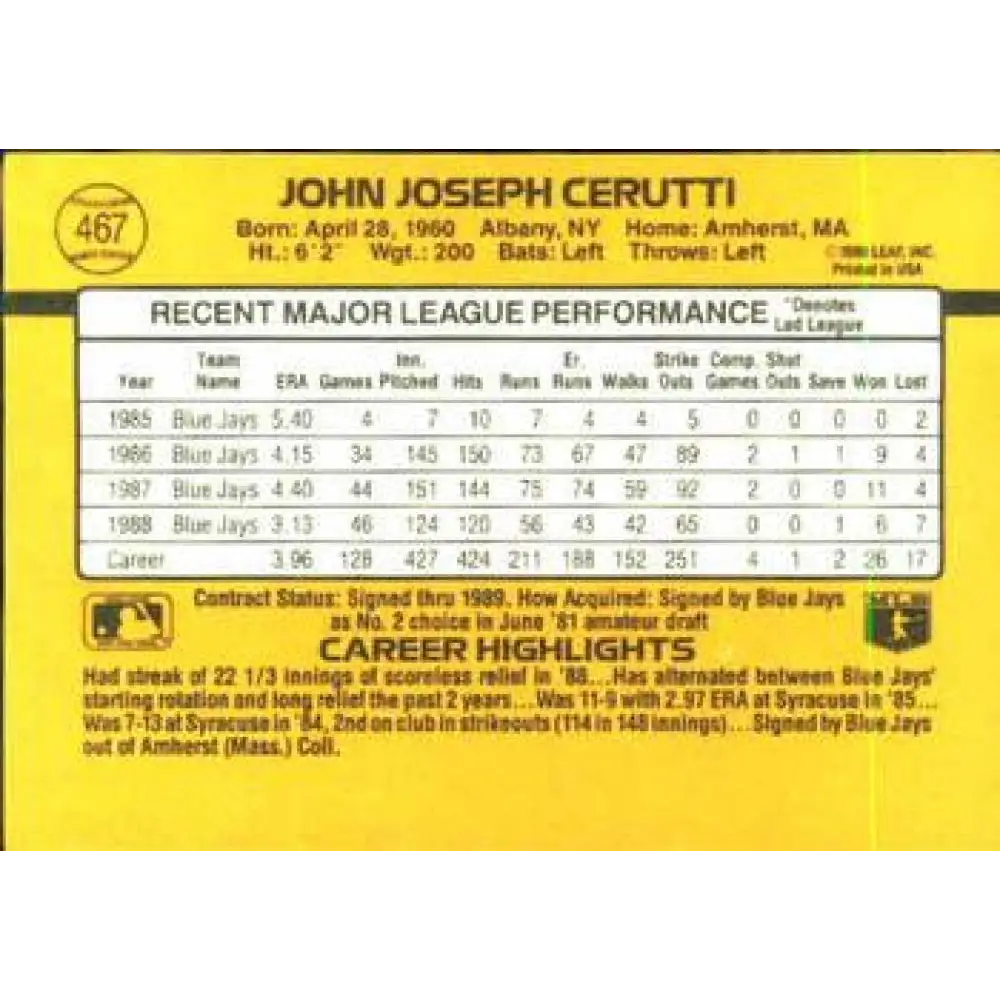 467
JOHN JOSEPH CERUTTI
Born: April 28, 1960 Albany, NY Home: Amherst, MA
Ht.: 6'2" Wgt.: 200 Bats: Left Throws: Left
LEAF, INC.
Printed in USA
RECENT MAJOR LEAGUE PERFORMANCE *Denotes Led League
Year Team Name ERA Games Inn. Pitched Hits Runs Er. Runs Walks Strike Outs Comp. Games Shut Outs Save Won Lost
1985 Blue Jays 5.40 4 7 10 7 4 4 5 0 0 0 0 2
1986 Blue Jays 4.15 34 145 150 73 67 47 89 2 1 1 9 4
1987 Blue Jays 4.40 44 151 144 75 74 59 92 2 0 0 11 4
1988 Blue Jays 3.13 46 124 120 56 43 42 65 0 0 1 6 7
Career 3.96 128 427 424 211 188 152 251 4 1 2 26 17
Contract Status: Signed thru 1989. How Acquired: Signed by Blue Jays
as No. 2 choice in June '81 amateur draft
CAREER HIGHLIGHTS
Had streak of 22 1/3 innings of scoreless relief in '88...Has alternated between Blue Jays'
starting rotation and long relief the past 2 years...Was 11-9 with 2.97 ERA at Syracuse in '85...
Was 7-13 at Syracuse in '84, 2nd on club in strikeouts (114 in 148 innings)...Signed by Blue Jays
out of Amherst (Mass.) Coll.